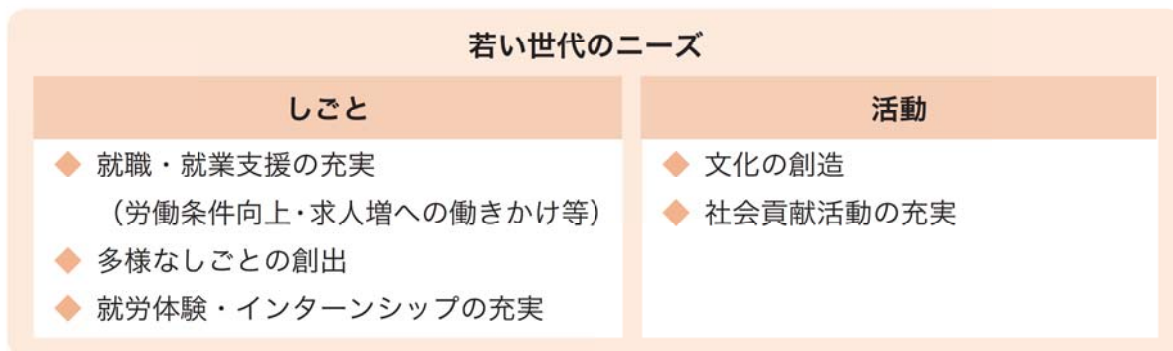 若い世代のニーズ
しごと
◆ 就職・就業支援の充実
（労働条件向上・求人増への働きかけ等）
◆ 多様なしごとの創出
◆ 就労体験・インターンシップの充実
活動
◆ 文化の創造
◆ 社会貢献活動の充実